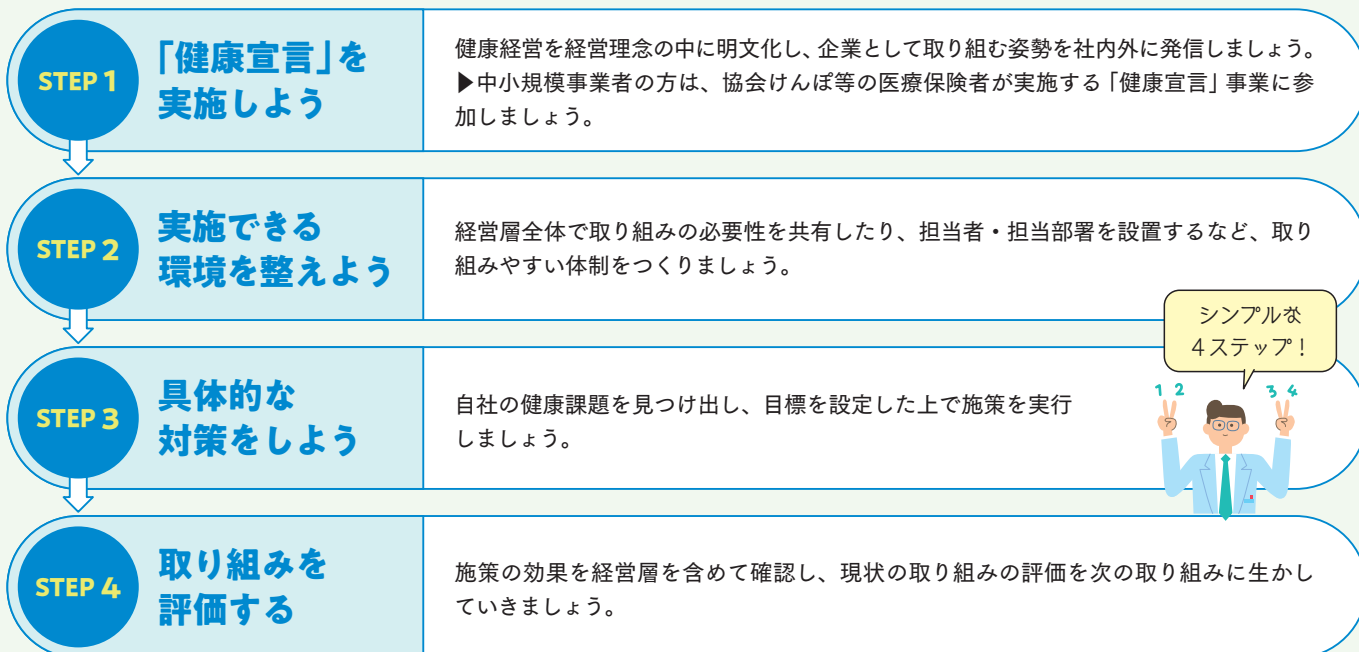 STEP 1
「健康宣言」を
実施しよう
健康経営を経営理念の中に明文化し、企業として取り組む姿勢を社内外に発信しましょう。
▶中小規模事業者の方は、協会けんぽ等の医療保険者が実施する「健康宣言」事業に参
加しましょう。
STEP 2
実施できる
環境を整えよう
経営層全体で取り組みの必要性を共有したり、担当者・担当部署を設置するなど、取り
組みやすい体制をつくりましょう。
シンプルな
4ステップ！
1 2 3 4
STEP 3
具体的な
対策をしよう
自社の健康課題を見つけ出し、目標を設定した上で施策を実行
しましょう。
STEP 4
取り組みを
評価する
施策の効果を経営層を含めて確認し、現状の取り組みの評価を次の取り組みに生かし
ていきましょう。